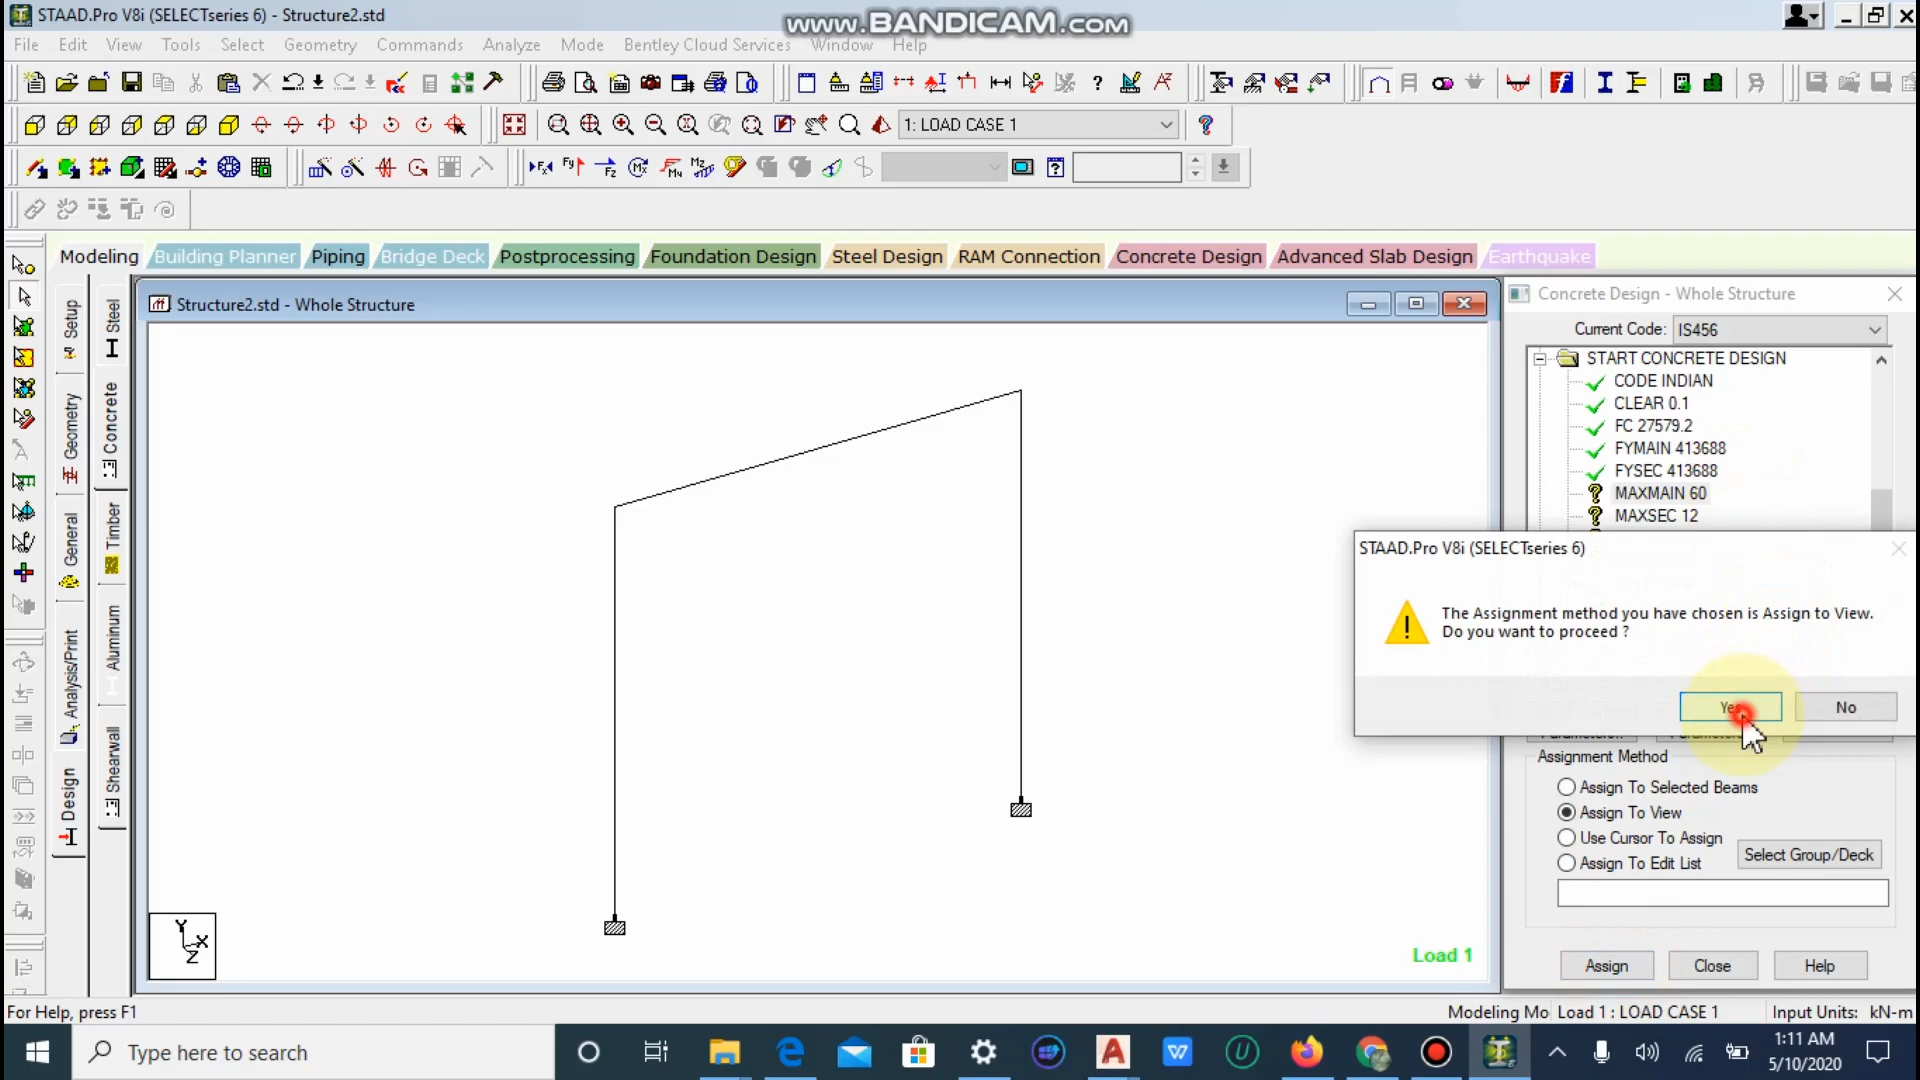 STAAD.Pro V8i (SELECTseries 6) - Structure2.std
www.BANDICAM.com
File Edit View Tools Select Geometry Commands Analyze Mode Bentley Cloud Services Window Help
1: LOAD CASE 1
Modeling Building Planner Piping Bridge Deck Postprocessing Foundation Design Steel Design RAM Connection Concrete Design Advanced Slab Design Earthquake
Setup
Geometry
General
Analysis/Print
Design
Steel
Concrete
Timber
Aluminum
Shearwall
Structure2.std - Whole Structure
Y
X
Z
Load 1
Concrete Design - Whole Structure
Current Code: IS456
START CONCRETE DESIGN
CODE INDIAN
CLEAR 0.1
FC 27579.2
FYMAIN 413688
FYSEC 413688
MAXMAIN 60
MAXSEC 12
STAAD.Pro V8i (SELECTseries 6)
The Assignment method you have chosen is Assign to View.
Do you want to proceed ?
Yes No
Assignment Method
Assign To Selected Beams
Assign To View
Use Cursor To Assign
Assign To Edit List
Select Group/Deck
Assign Close Help
For Help, press F1
Modeling Mo Load 1 : LOAD CASE 1 Input Units: kN-m
Type here to search
1:11 AM
5/10/2020